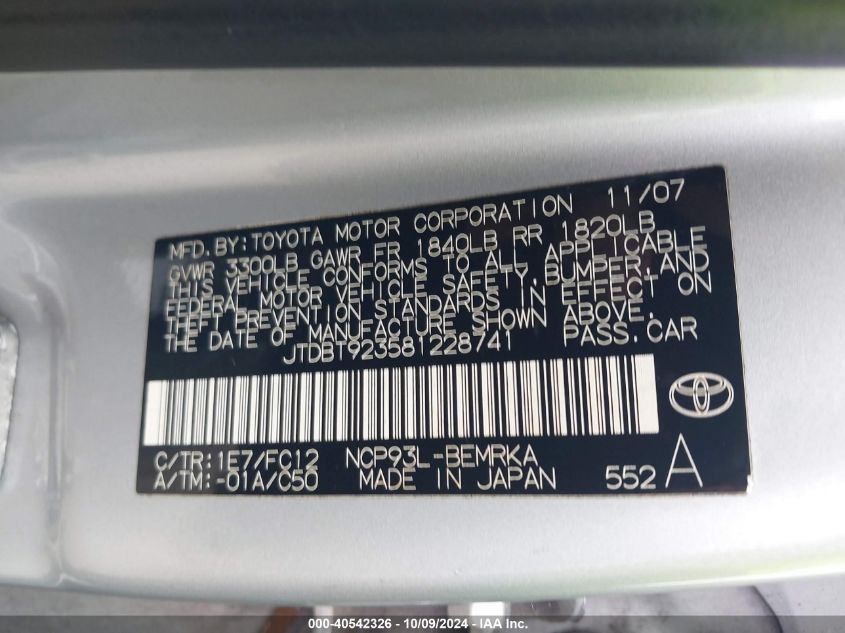 MFD. BY: TOYOTA MOTOR CORPORATION 11/07
GVWR 3300LB GAWR FR 1840LB RR 1820LB
THIS VEHICLE CONFORMS TO ALL APPLICABLE
FEDERAL MOTOR VEHICLE SAFETY, BUMPER, AND
THEFT PREVENTION STANDARDS IN EFFECT ON
THE DATE OF MANUFACTURE SHOWN ABOVE.
JTDBT923581228741 PASS. CAR
C/TR: 1E7/FC12 NCP93L-BEMRKA
A/TM: -01A/C50 MADE IN JAPAN 552 A
000-40542326 - 10/09/2024 - IAA Inc.